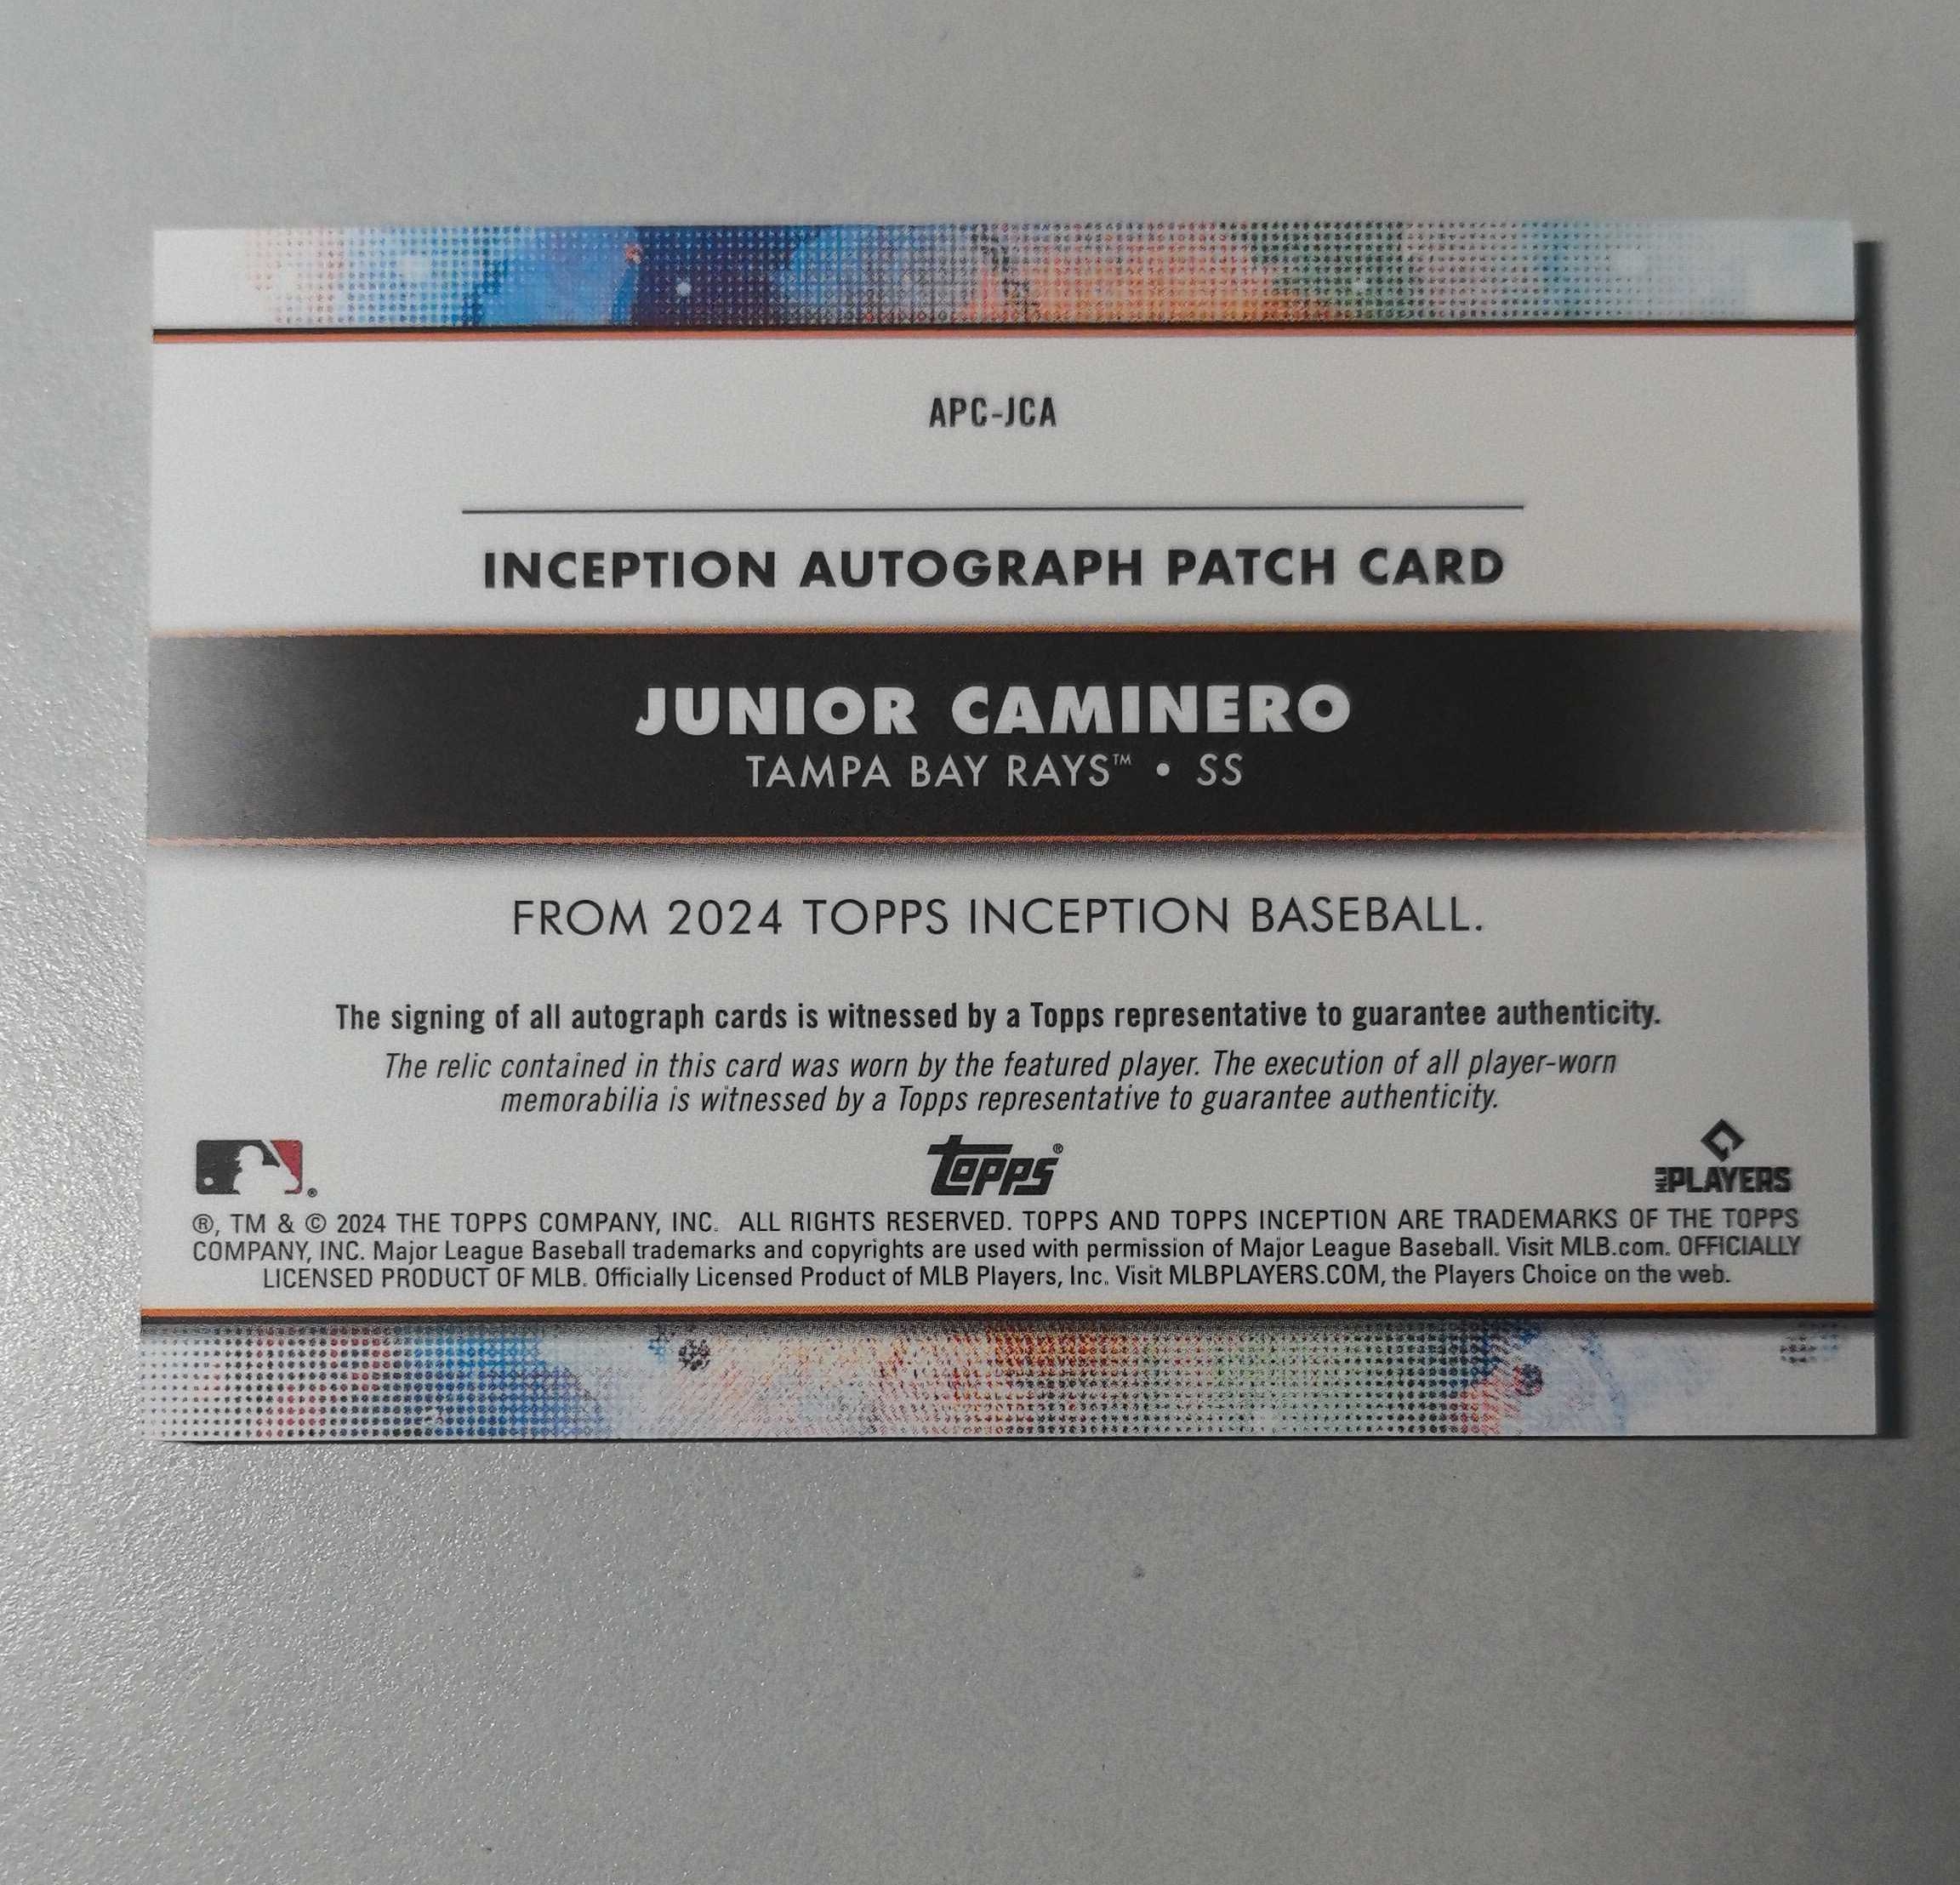 APC-JCA
INCEPTION AUTOGRAPH PATCH CARD
JUNIOR CAMINERO
TAMPA BAY RAYS™ • SS
FROM 2024 TOPPS INCEPTION BASEBALL.
The signing of all autograph cards is witnessed by a Topps representative to guarantee authenticity.
The relic contained in this card was worn by the featured player. The execution of all player-worn
memorabilia is witnessed by a Topps representative to guarantee authenticity.
®
topps®
MLB PLAYERS
®, TM & © 2024 THE TOPPS COMPANY, INC. ALL RIGHTS RESERVED. TOPPS AND TOPPS INCEPTION ARE TRADEMARKS OF THE TOPPS
COMPANY, INC. Major League Baseball trademarks and copyrights are used with permission of Major League Baseball. Visit MLB.com. OFFICIALLY
LICENSED PRODUCT OF MLB. Officially Licensed Product of MLB Players, Inc. Visit MLBPLAYERS.COM, the Players Choice on the web.